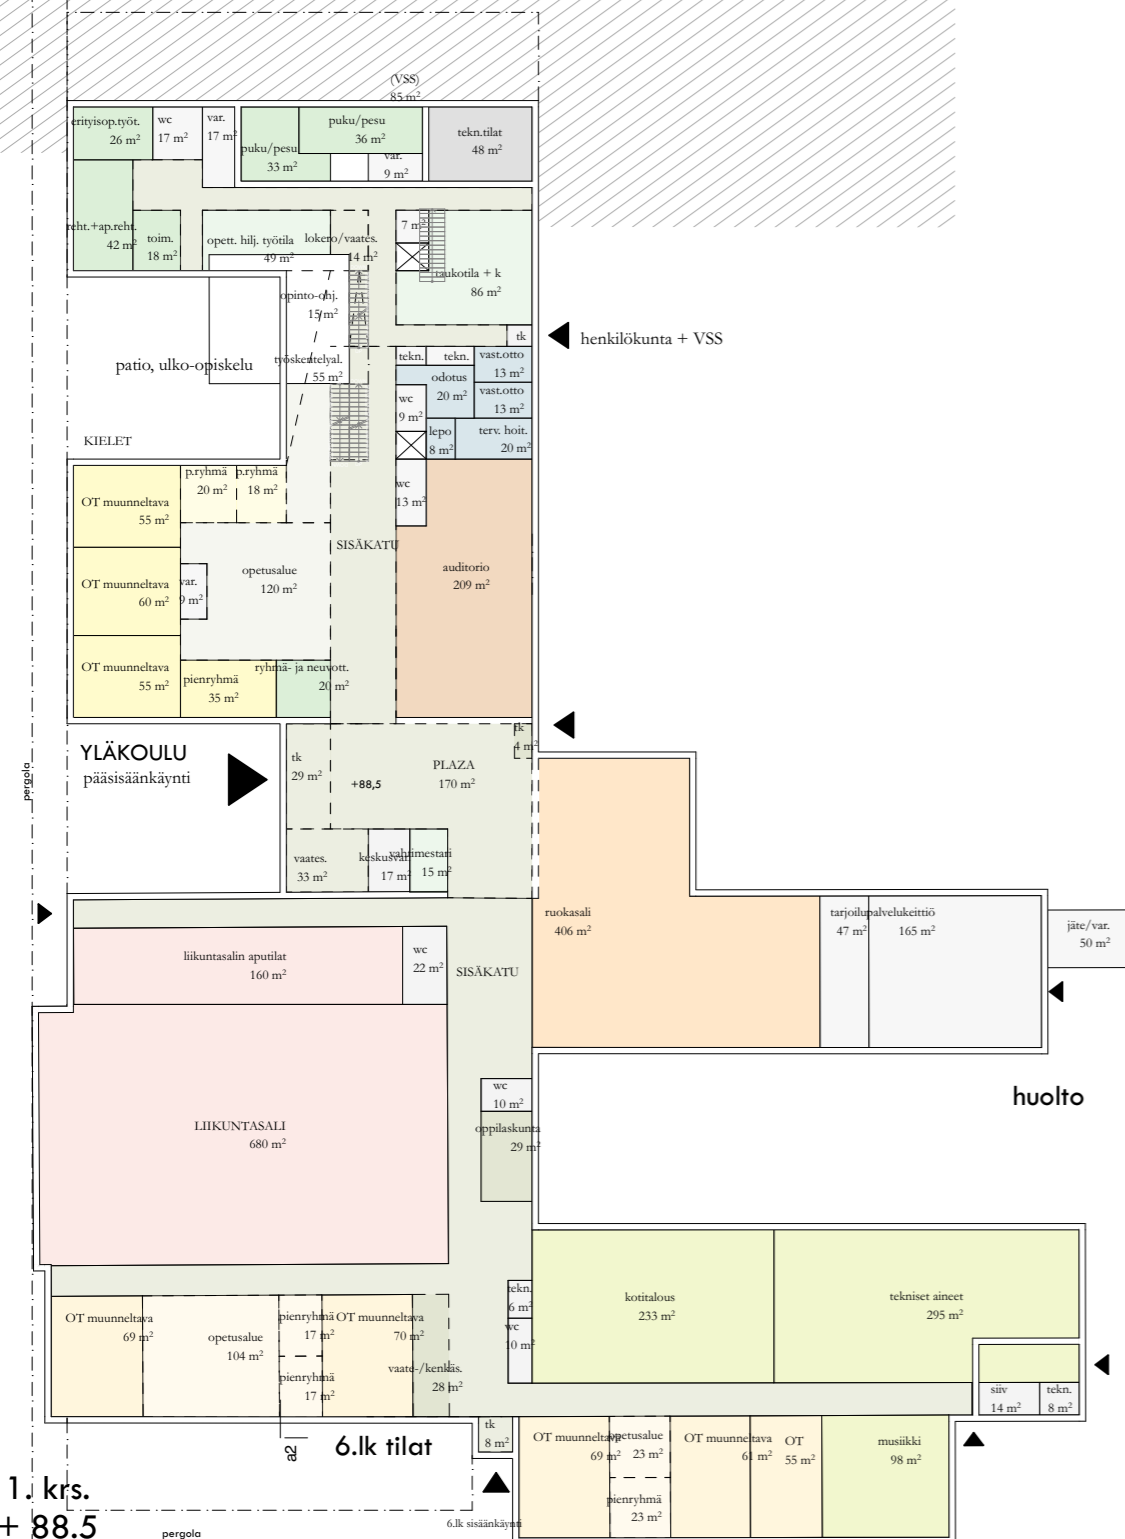 (VSS)
85 m²
erityisop.työt.
26 m²
wc
17 m²
var.
17 m²
puku/pesu
33 m²
puku/pesu
36 m²
var.
9 m²
tekn.tilat
48 m²
reht.+ap.reht.
42 m²
toim.
18 m²
opett. hilj. työtila
49 m²
lokero/vaates.
14 m²
7 m²
taukotila + k
86 m²
opinto-ohj.
15 m²
tk
henkilökunta + VSS
patio, ulko-opiskelu
työskentelyal.
55 m²
tekn.
tekn.
vast.otto
13 m²
odotus
20 m²
vast.otto
13 m²
wc
9 m²
lepo
8 m²
terv. hoit.
20 m²
KIELET
p.ryhmä
20 m²
p.ryhmä
18 m²
wc
13 m²
OT muunneltava
55 m²
SISÄKATU
opetusalue
120 m²
auditorio
209 m²
OT muunneltava
60 m²
var.
9 m²
OT muunneltava
55 m²
pienryhmä
35 m²
ryhmä- ja neuvott.
20 m²
YLÄKOULU
pääsisäänkäynti
tk
29 m²
+88,5
PLAZA
170 m²
tk
4 m²
pergola
vaates.
33 m²
keskusvar.
17 m²
vahtimestari
15 m²
ruokasali
406 m²
tarjoilu
47 m²
palvelukeittiö
165 m²
jäte/var.
50 m²
liikuntasalin aputilat
160 m²
wc
22 m²
SISÄKATU
huolto
wc
10 m²
oppilaskunta
29 m²
LIIKUNTASALI
680 m²
tekn.
6 m²
wc
10 m²
kotitalous
233 m²
tekniset aineet
295 m²
OT muunneltava
69 m²
opetusalue
104 m²
pienryhmä
17 m²
pienryhmä
17 m²
OT muunneltava
70 m²
vaate-/kenkäs.
28 m²
siiv
14 m²
tekn.
8 m²
a2
6.lk tilat
tk
8 m²
OT muunneltava
69 m²
opetusalue
23 m²
pienryhmä
23 m²
OT muunneltava
61 m²
OT
55 m²
musiikki
98 m²
1. krs.
+ 88.5
pergola
6.lk sisäänkäynti